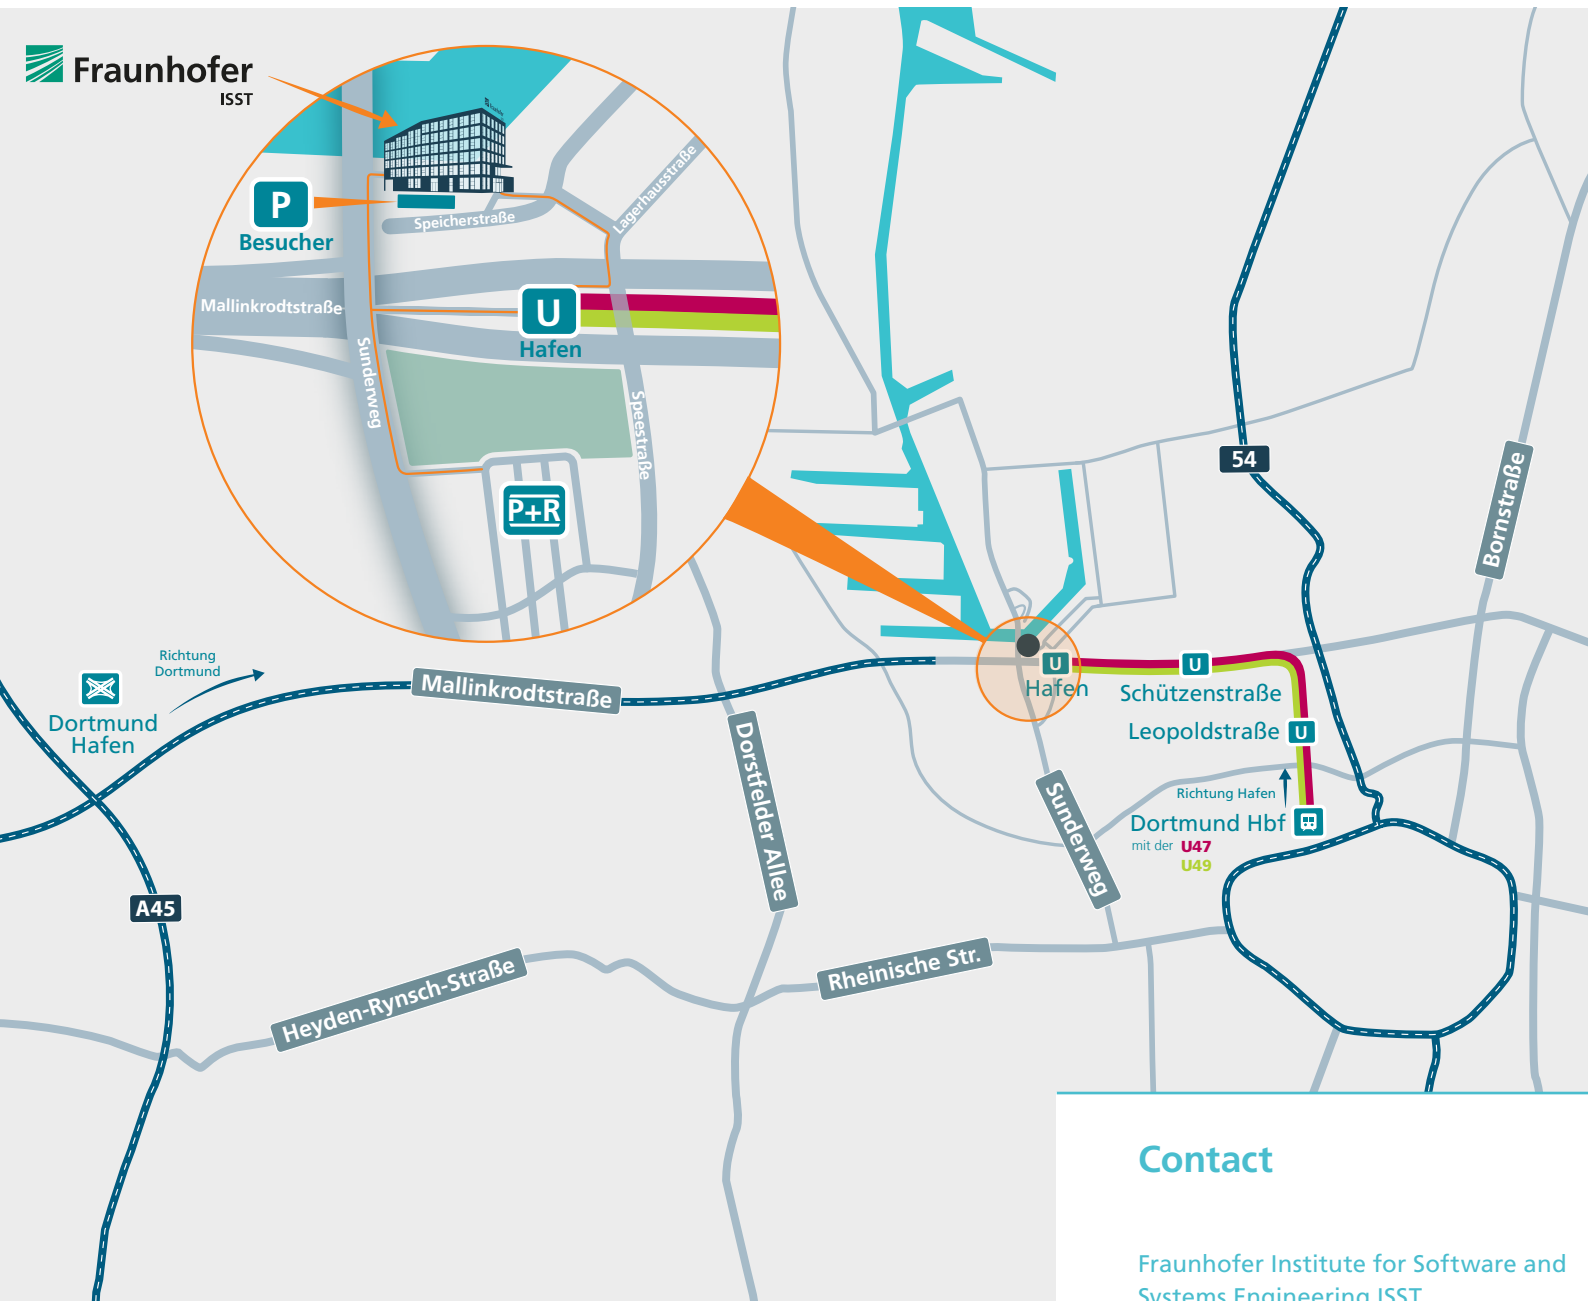 Fraunhofer
ISST
P
Besucher
Speicherstraße
Lagerhausstraße
Mallinkrodtstraße
U
Hafen
Sunderweg
Speestraße
P+R
54
Bornstraße
Richtung
Dortmund
Dortmund
Hafen
Mallinkrodtstraße
U
Hafen
U
Schützenstraße
Leopoldstraße
U
Richtung Hafen
Dortmund Hbf
mit der U47
U49
Dorstfelder Allee
Sunderweg
A45
Heyden-Rynsch-Straße
Rheinische Str.
Contact
Fraunhofer Institute for Software and
Systems Engineering ISST